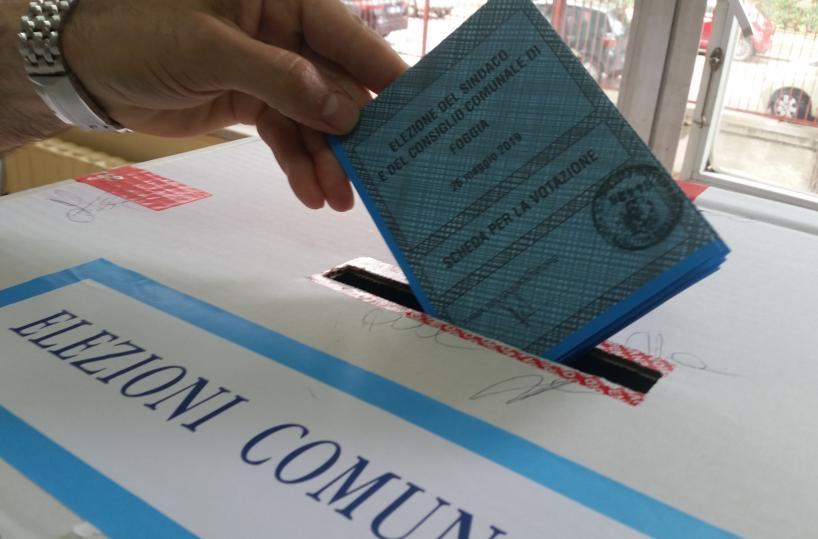 ELEZIONE DEL SINDACO
E DEL CONSIGLIO COMUNALE DI
FOGGIA
26 maggio 2019
SCHEDA PER LA VOTAZIONE
ELEZIONI COMUN